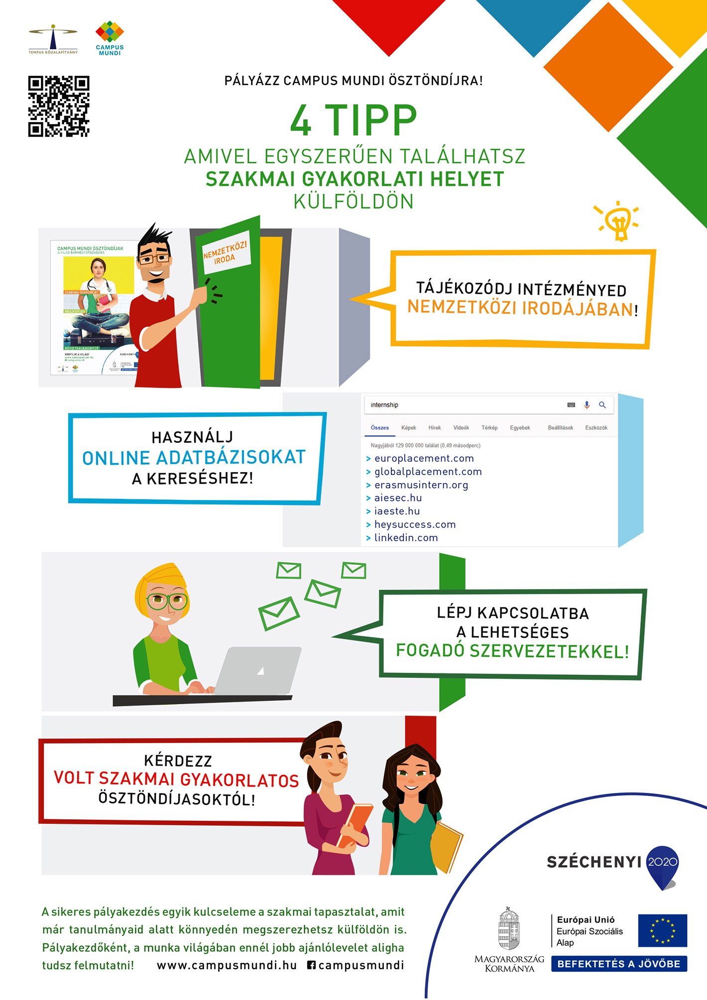 TEMPUS KÖZALAPÍTVÁNY
CAMPUS
MUNDI
PÁLYÁZZ CAMPUS MUNDI ÖSZTÖNDÍJRA!
4 TIPP
AMIVEL EGYSZERŰEN TALÁLHATSZ
SZAKMAI GYAKORLATI HELYET
KÜLFÖLDÖN
CAMPUS MUNDI ÖSZTÖNDÍJAK
A VILÁG BÁRMELY ORSZÁGÁBA
SZAKMAI GYAKORLAT
RÉSZKÉPZÉS
RÖVID TANULMÁNYÚT
KINYÍLIK A VILÁG!
www.campusmundi.hu
campusmundi
SZÉCHENYI
NEMZETKÖZI
IRODA
TÁJÉKOZÓDJ INTÉZMÉNYED
NEMZETKÖZI IRODÁJÁBAN!
HASZNÁLJ
ONLINE ADATBÁZISOKAT
A KERESÉSHEZ!
internship
Összes Képek Hírek Videók Térkép Egyebek Beállítások Eszközök
Nagyjából 129 000 000 találat (0,49 másodperc)
> europlacement.com
> globalplacement.com
> erasmusintern.org
> aiesec.hu
> iaeste.hu
> heysuccess.com
> linkedin.com
LÉPJ KAPCSOLATBA
A LEHETSÉGES
FOGADÓ SZERVEZETEKKEL!
KÉRDEZZ
VOLT SZAKMAI GYAKORLATOS
ÖSZTÖNDÍJASOKTÓL!
A sikeres pályakezdés egyik kulcseleme a szakmai tapasztalat, amit
már tanulmányaid alatt könnyedén megszerezhetsz külföldön is.
Pályakezdőként, a munka világában ennél jobb ajánlólevelet aligha
tudsz felmutatni! www.campusmundi.hu campusmundi
SZÉCHENYI 2020
MAGYARORSZÁG
KORMÁNYA
Európai Unió
Európai Szociális
Alap
BEFEKTETÉS A JÖVŐBE